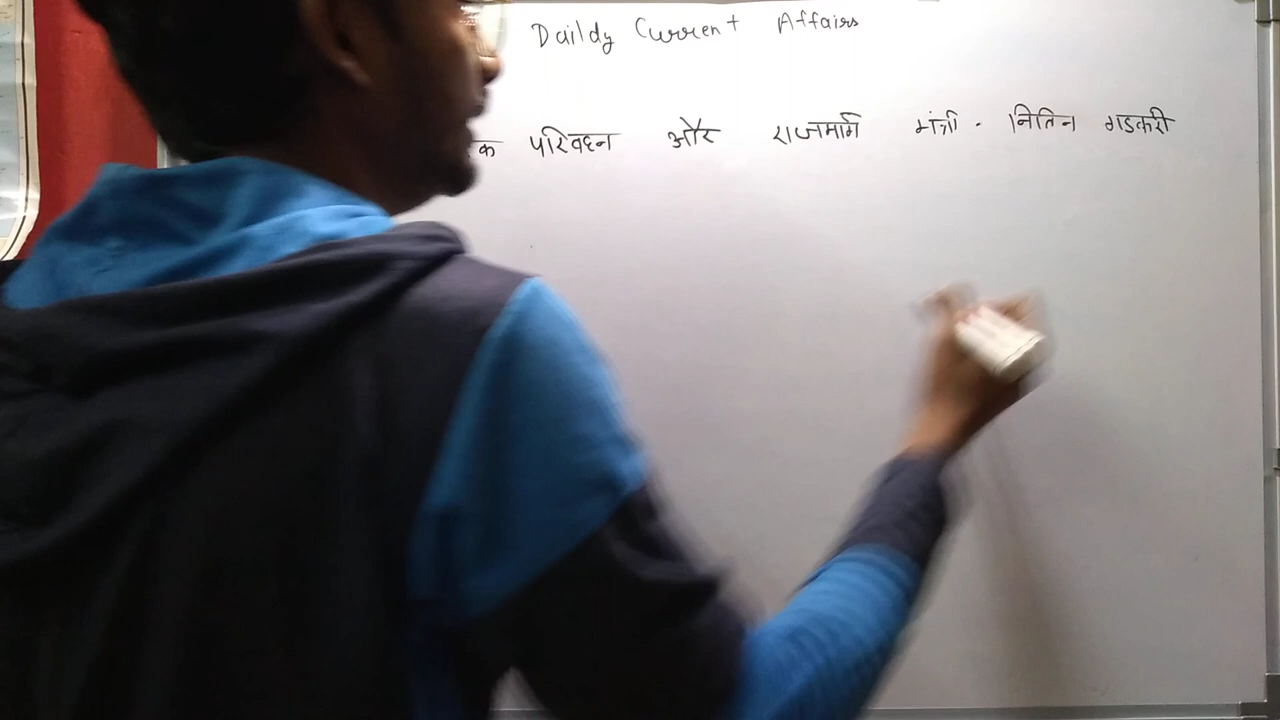 Daildy Current Affairs
क परिवहन और राजमार्ग मंत्री - नितिन गडकरी